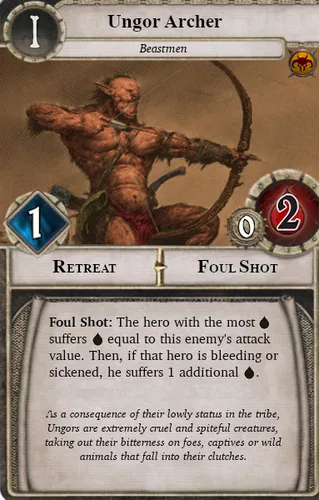 I
Ungor Archer
Beastmen
1
0
2
Retreat
Foul Shot
Foul Shot: The hero with the most
suffers equal to this enemy's attack
value. Then, if that hero is bleeding or
sickened, he suffers 1 additional .
As a consequence of their lowly status in the tribe,
Ungors are extremely cruel and spiteful creatures,
taking out their bitterness on foes, captives or wild
animals that fall into their clutches.